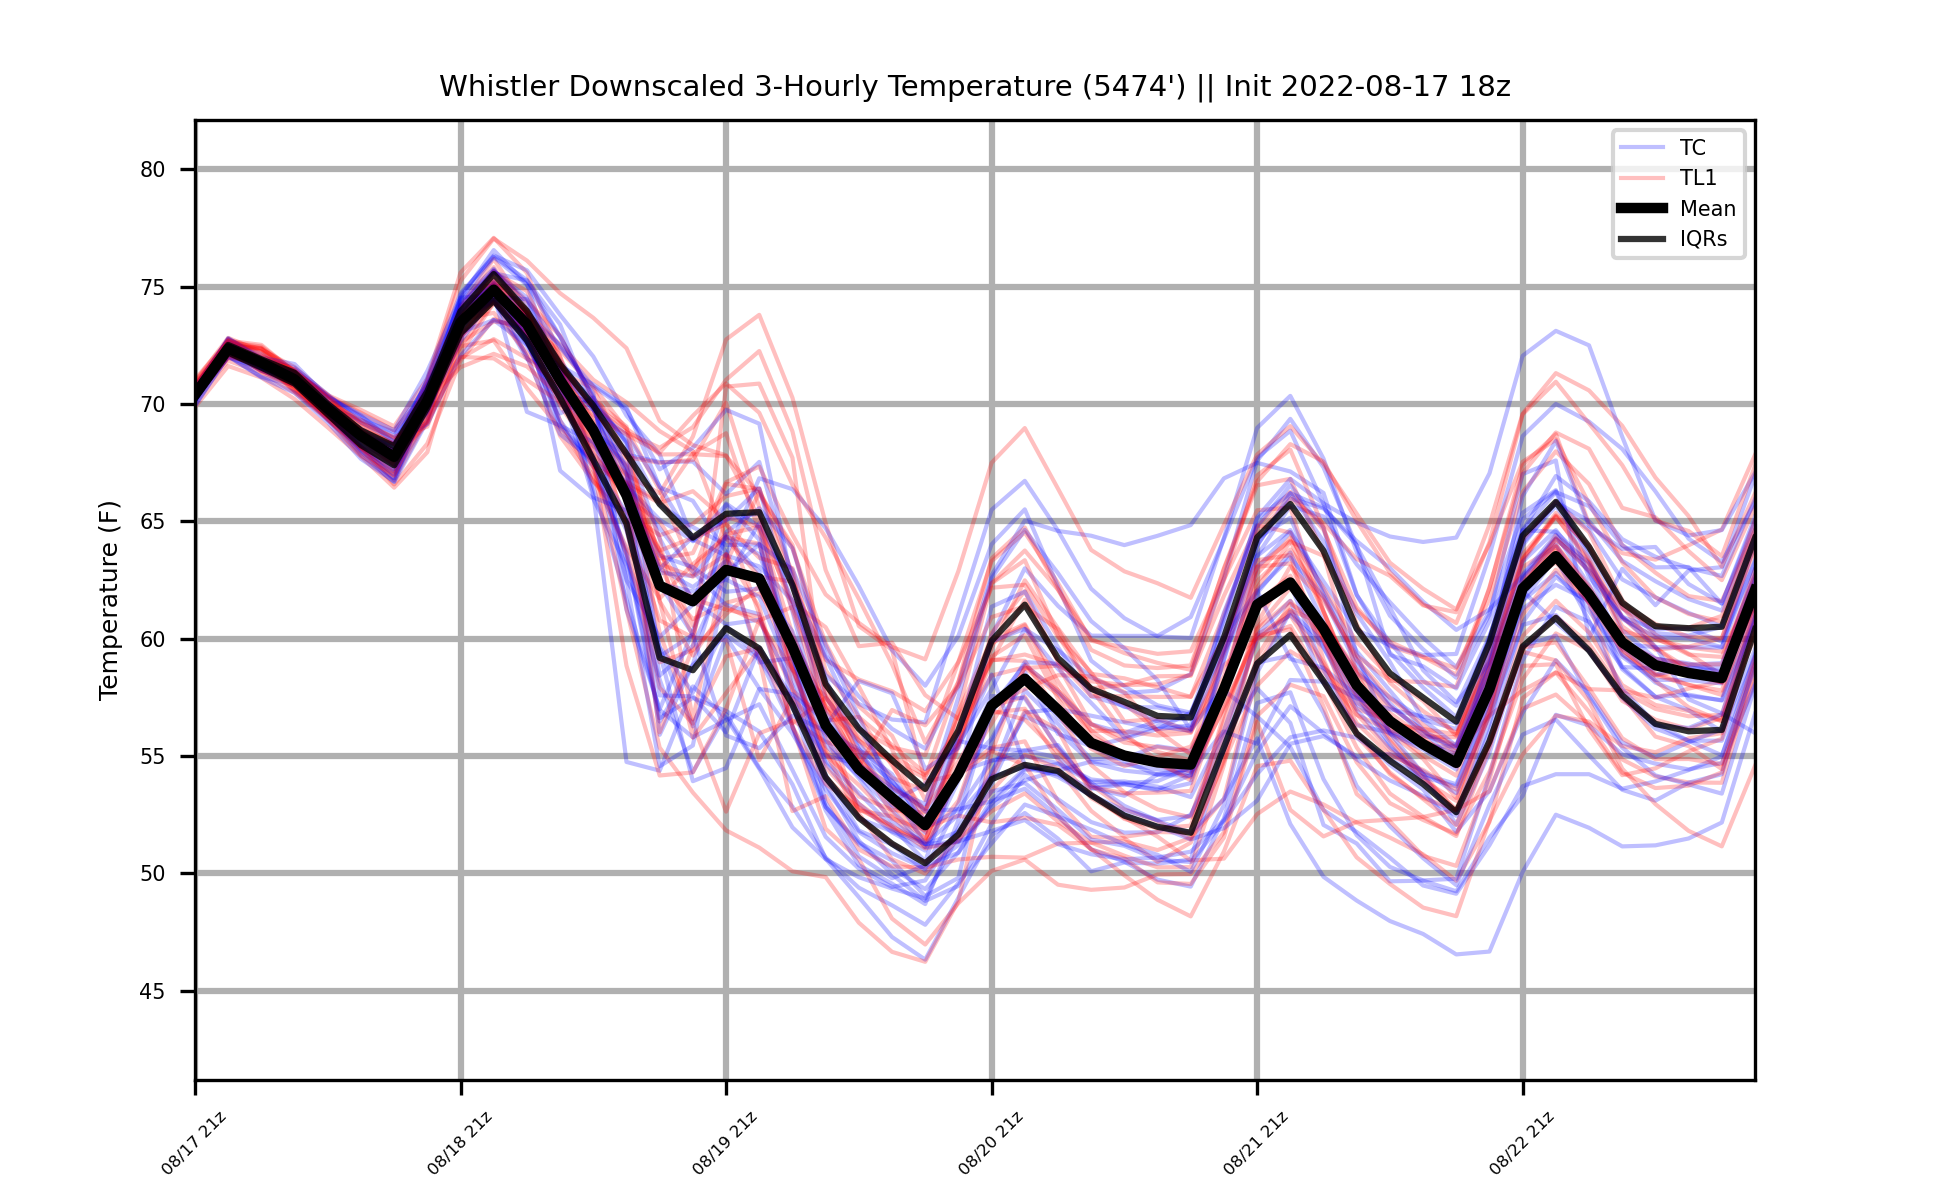 Whistler Downscaled 3-Hourly Temperature (5474') || Init 2022-08-17 18z
TC
TL1
Mean
IQRs
Temperature (F)
80
75
70
65
60
55
50
45
08/17 21z
08/18 21z
08/19 21z
08/20 21z
08/21 21z
08/22 21z